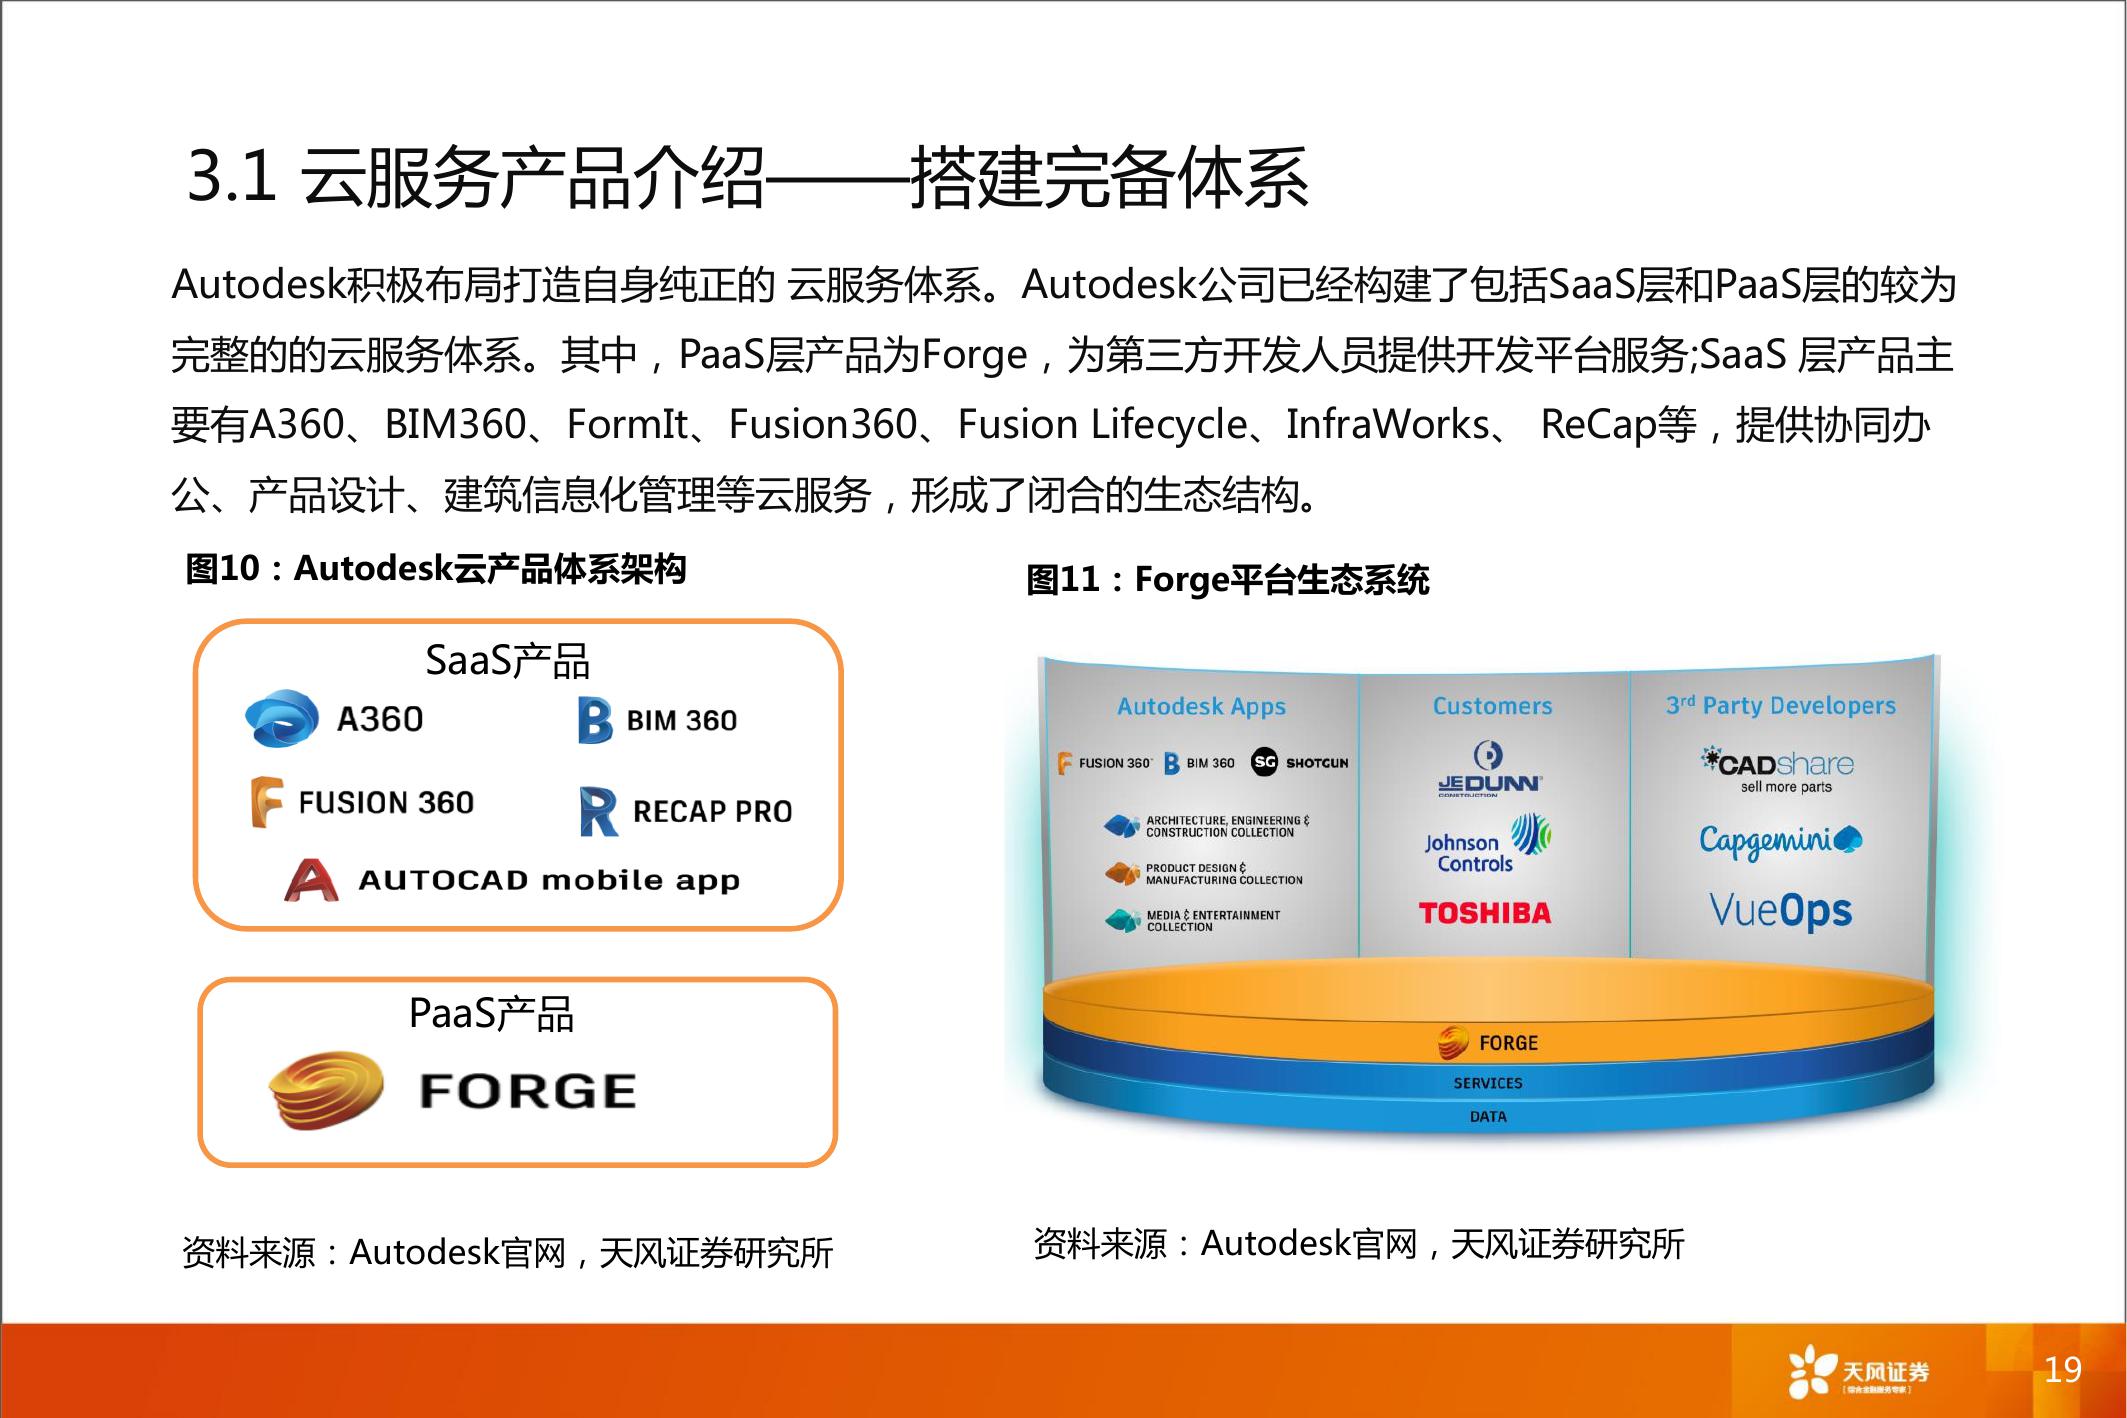 3.1 云服务产品介绍——搭建完备体系
Autodesk积极布局打造自身纯正的 云服务体系。Autodesk公司已经构建了包括SaaS层和PaaS层的较为
完整的的云服务体系。其中，PaaS层产品为Forge，为第三方开发人员提供开发平台服务;SaaS 层产品主
要有A360、BIM360、FormIt、Fusion360、Fusion Lifecycle、InfraWorks、 ReCap等，提供协同办
公、产品设计、建筑信息化管理等云服务，形成了闭合的生态结构。
图10：Autodesk云产品体系架构
SaaS产品
A360
BIM 360
FUSION 360
RECAP PRO
AUTOCAD mobile app
PaaS产品
FORGE
资料来源：Autodesk官网，天风证券研究所
图11：Forge平台生态系统
Autodesk Apps
FUSION 360
BIM 360
SG SHOTGUN
ARCHITECTURE, ENGINEERING &
CONSTRUCTION COLLECTION
PRODUCT DESIGN &
MANUFACTURING COLLECTION
MEDIA & ENTERTAINMENT
COLLECTION
Customers
JE DUNN
CONSTRUCTION
Johnson
Controls
TOSHIBA
3rd Party Developers
CADshare
sell more parts
Capgemini
VueOps
FORGE
SERVICES
DATA
资料来源：Autodesk官网，天风证券研究所
天风证券
[综合金融服务专家]
19